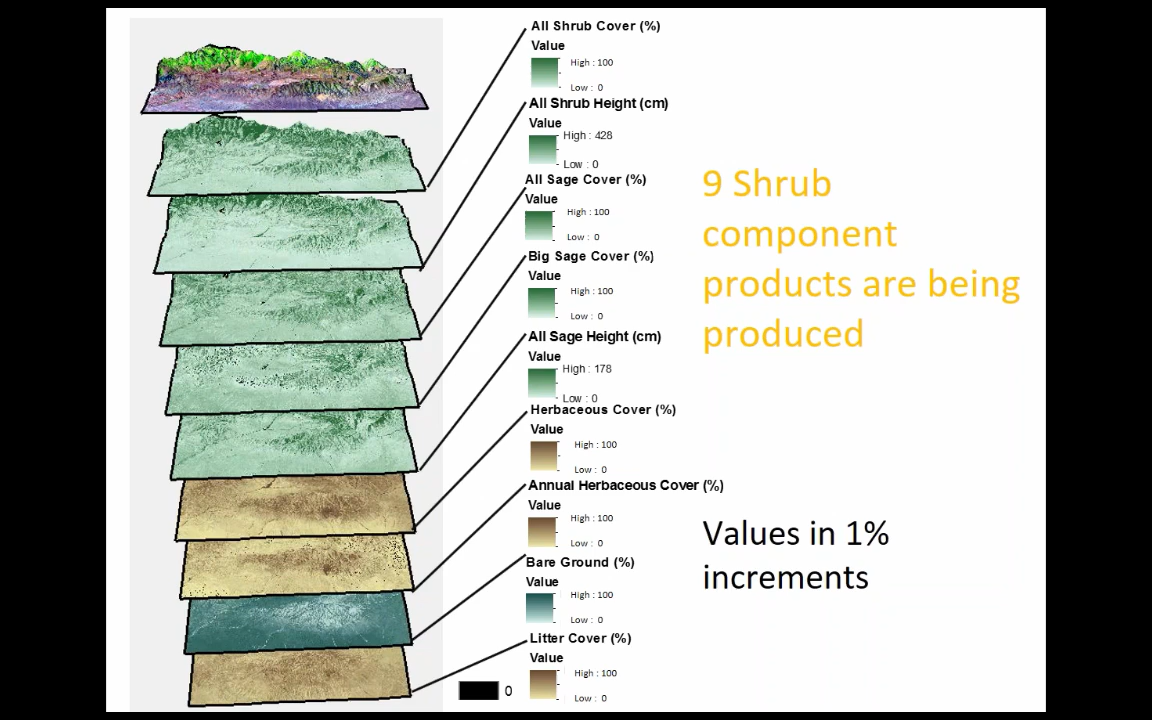 All Shrub Cover (%)
Value
High : 100
Low : 0
All Shrub Height (cm)
Value
High : 428
Low : 0
All Sage Cover (%)
Value
High : 100
Low : 0
Big Sage Cover (%)
Value
High : 100
Low : 0
All Sage Height (cm)
Value
High : 178
Low : 0
Herbaceous Cover (%)
Value
High : 100
Low : 0
Annual Herbaceous Cover (%)
Value
High : 100
Low : 0
Bare Ground (%)
Value
High : 100
Low : 0
Litter Cover (%)
Value
High : 100
Low : 0
0
9 Shrub
component
products are being
produced
Values in 1%
increments